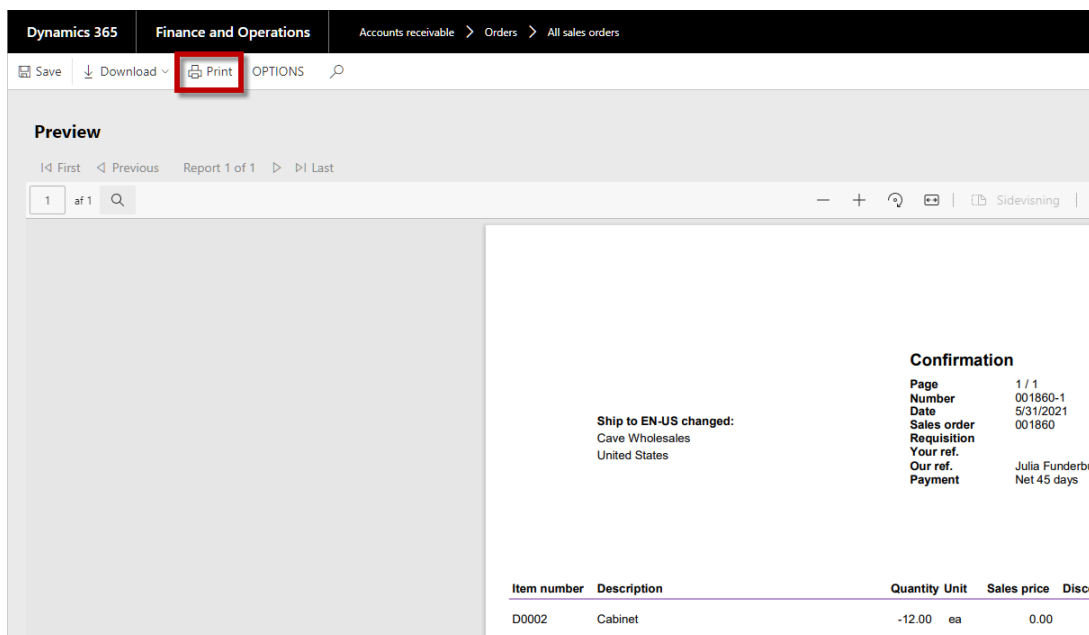 Dynamics 365 Finance and Operations Accounts receivable Orders All sales orders
Save Download Print OPTIONS
Preview
First Previous Report 1 of 1 Last
1 af 1 Sidevisning
Confirmation
Page 1 / 1
Number 001860-1
Date 5/31/2021
Ship to EN-US changed: Sales order 001860
Cave Wholesales Requisition
United States Your ref.
Our ref. Julia Funderb
Payment Net 45 days
Item number Description Quantity Unit Sales price Disc
D0002 Cabinet -12.00 ea 0.00